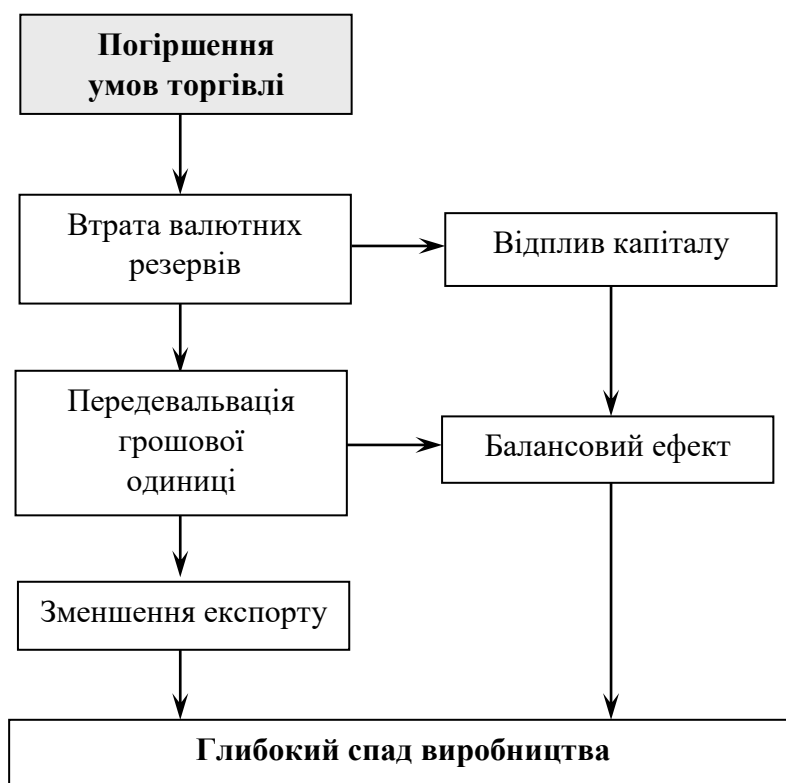 Погіршення
умов торгівлі
Втрата валютних
резервів
Відплив капіталу
Передевальвація
грошової
одиниці
Балансовий ефект
Зменшення експорту
Глибокий спад виробництва